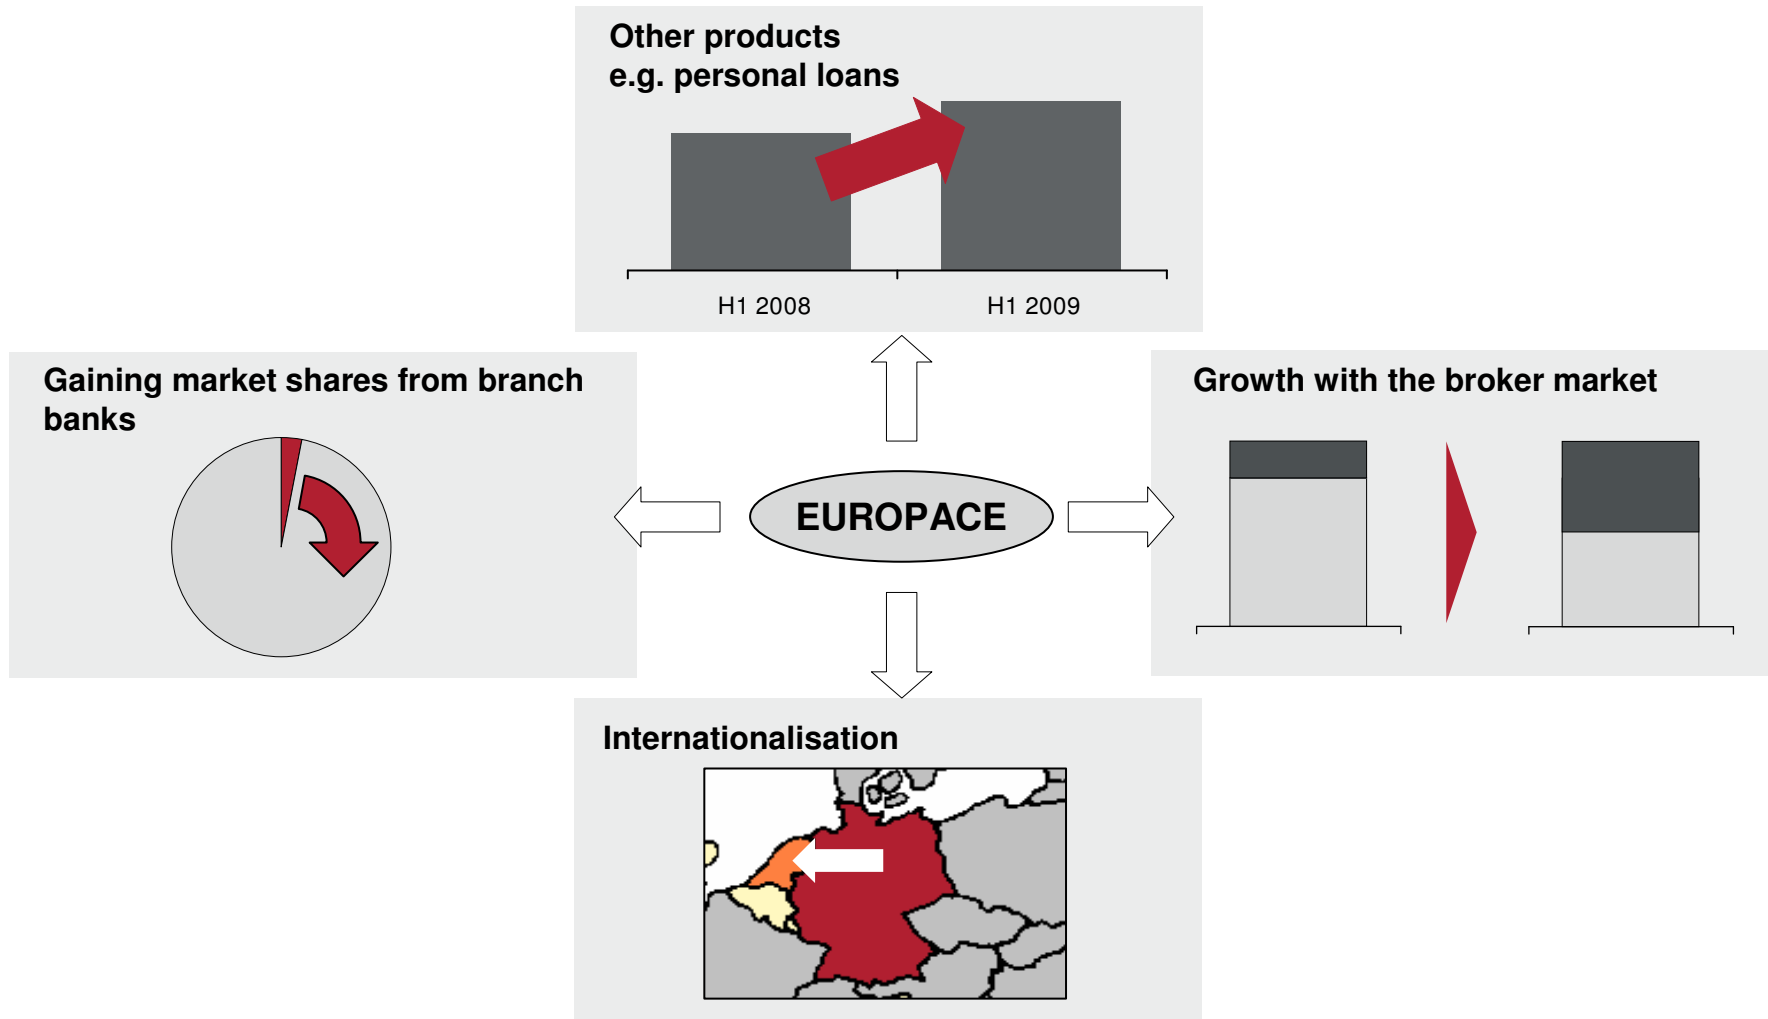 Other products
e.g. personal loans
H1 2008
H1 2009
Gaining market shares from branch
banks
Growth with the broker market
EUROPACE
Internationalisation